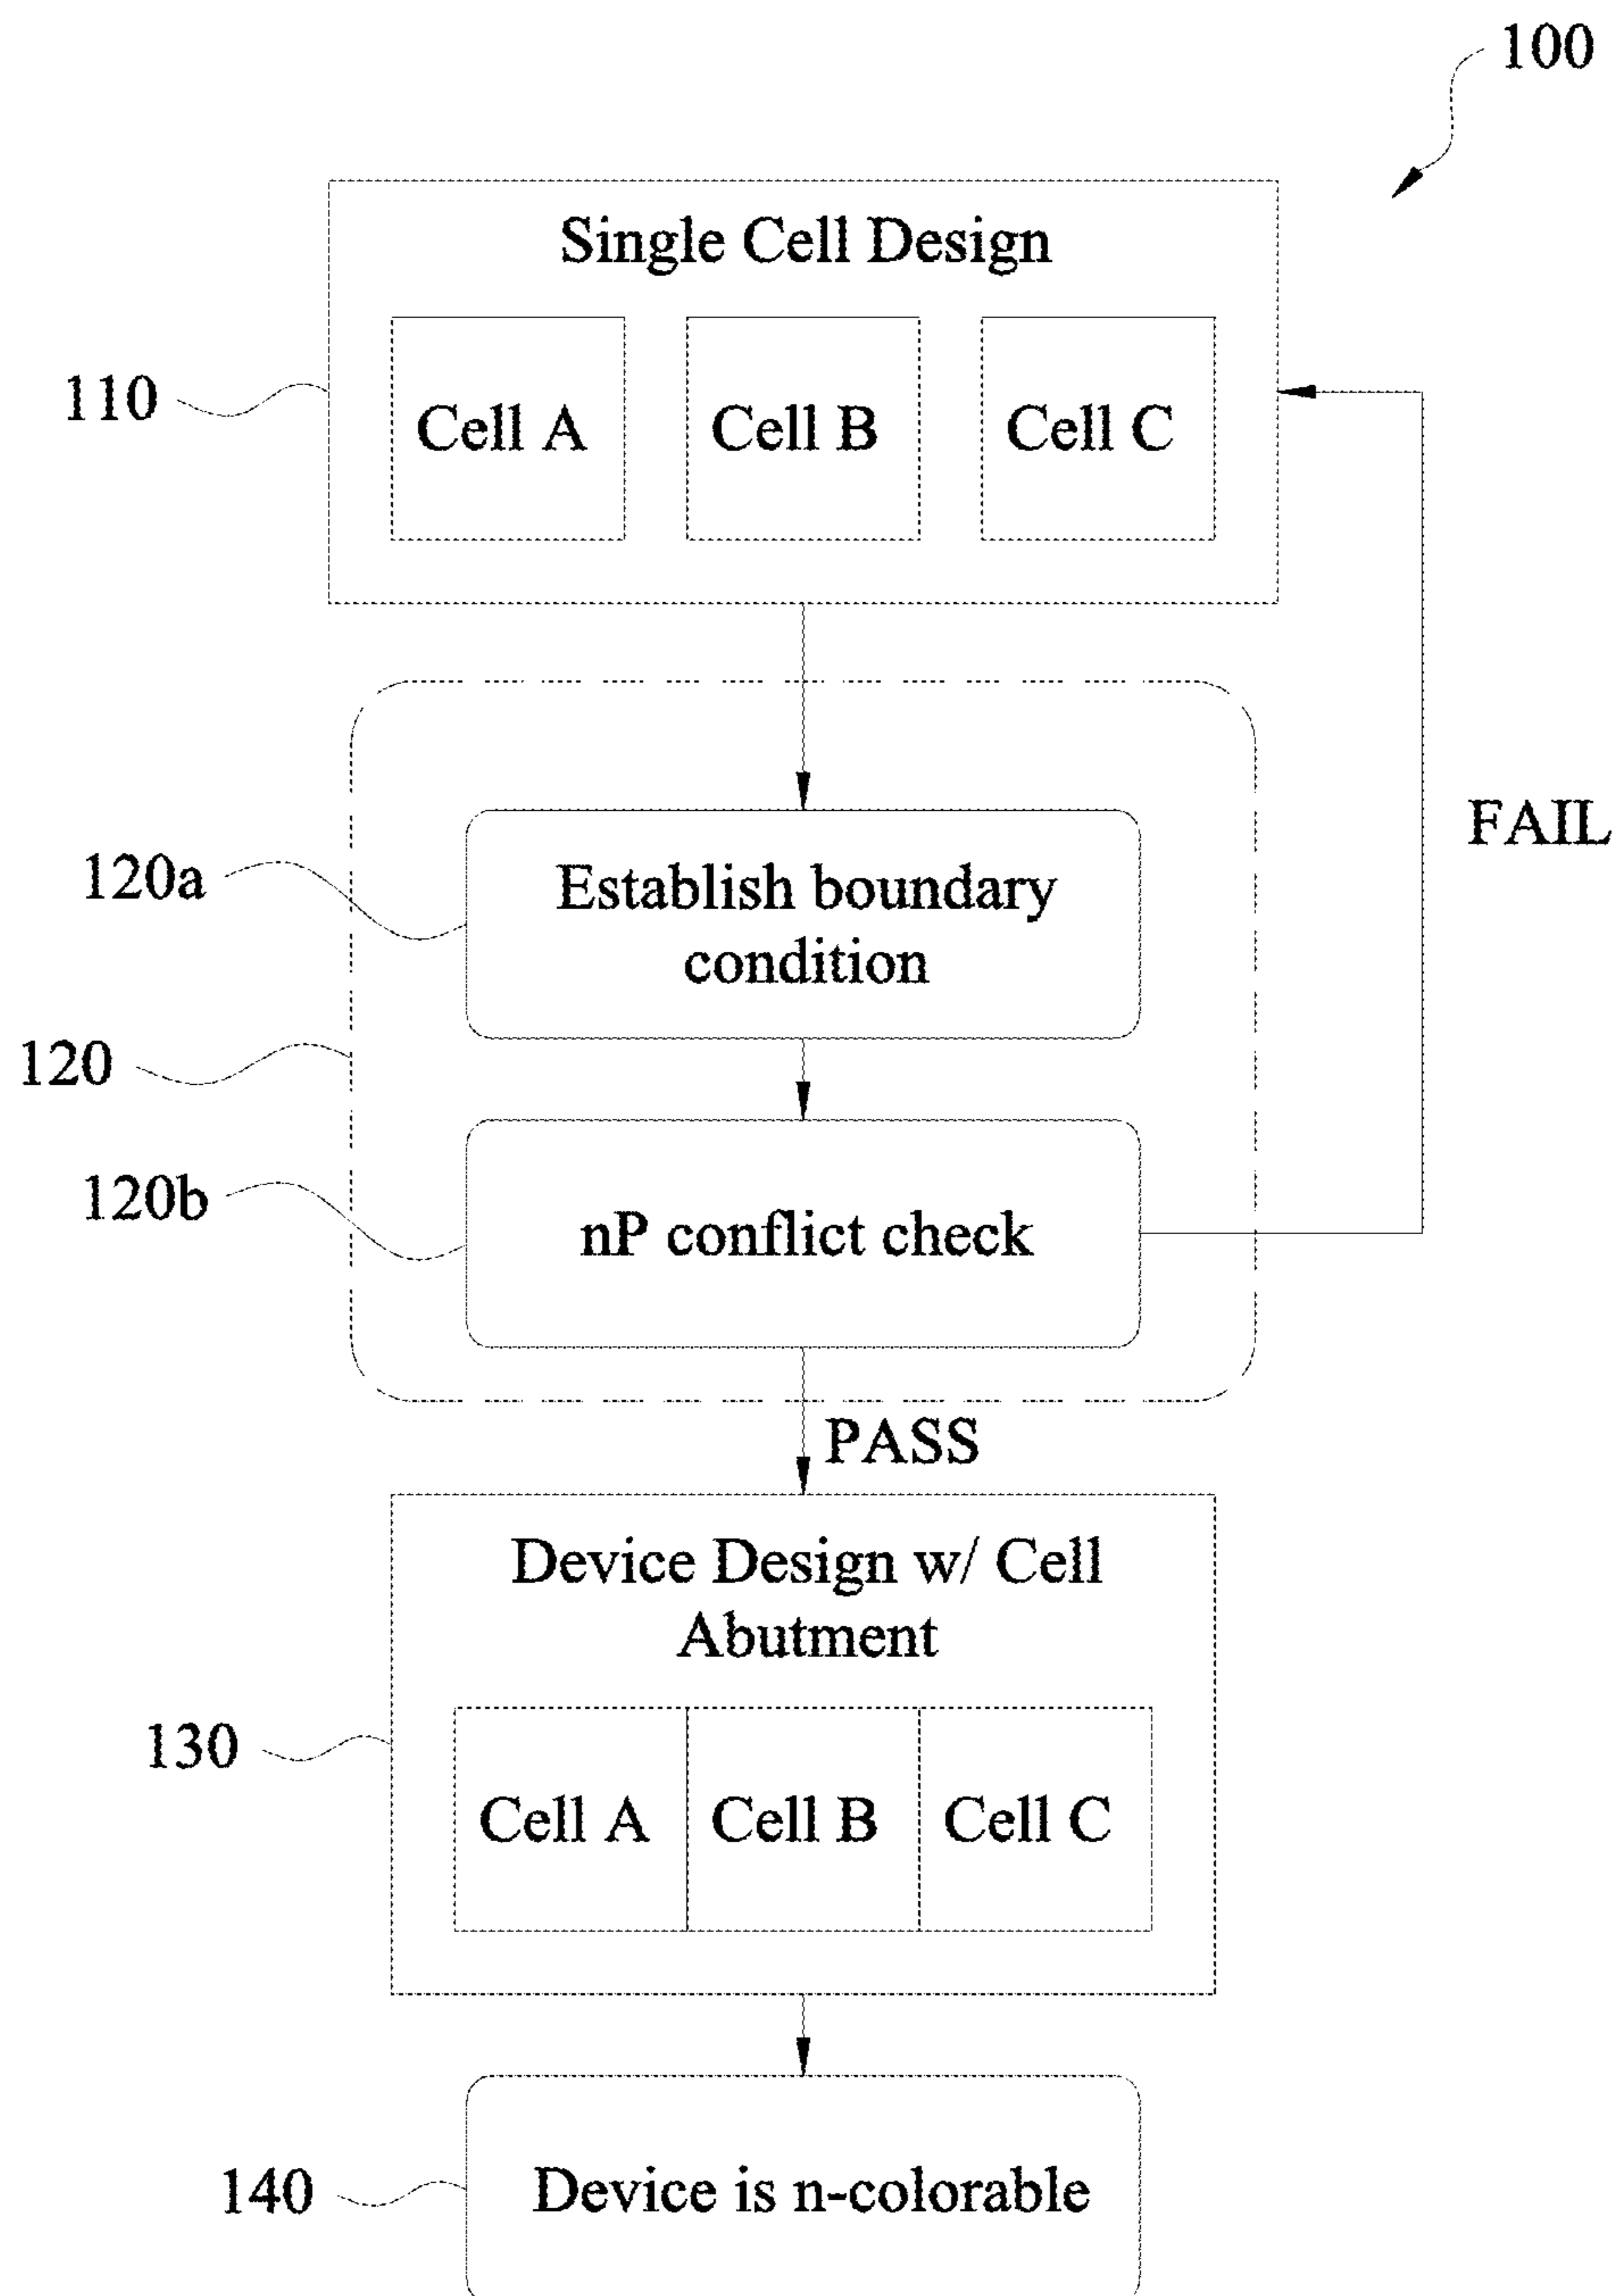 100
Single Cell Design
110
Cell A Cell B Cell C
FAIL
120a
Establish boundary
condition
120
120b
nP conflict check
PASS
Device Design w/ Cell
Abutment
130
Cell A Cell B Cell C
140
Device is n-colorable